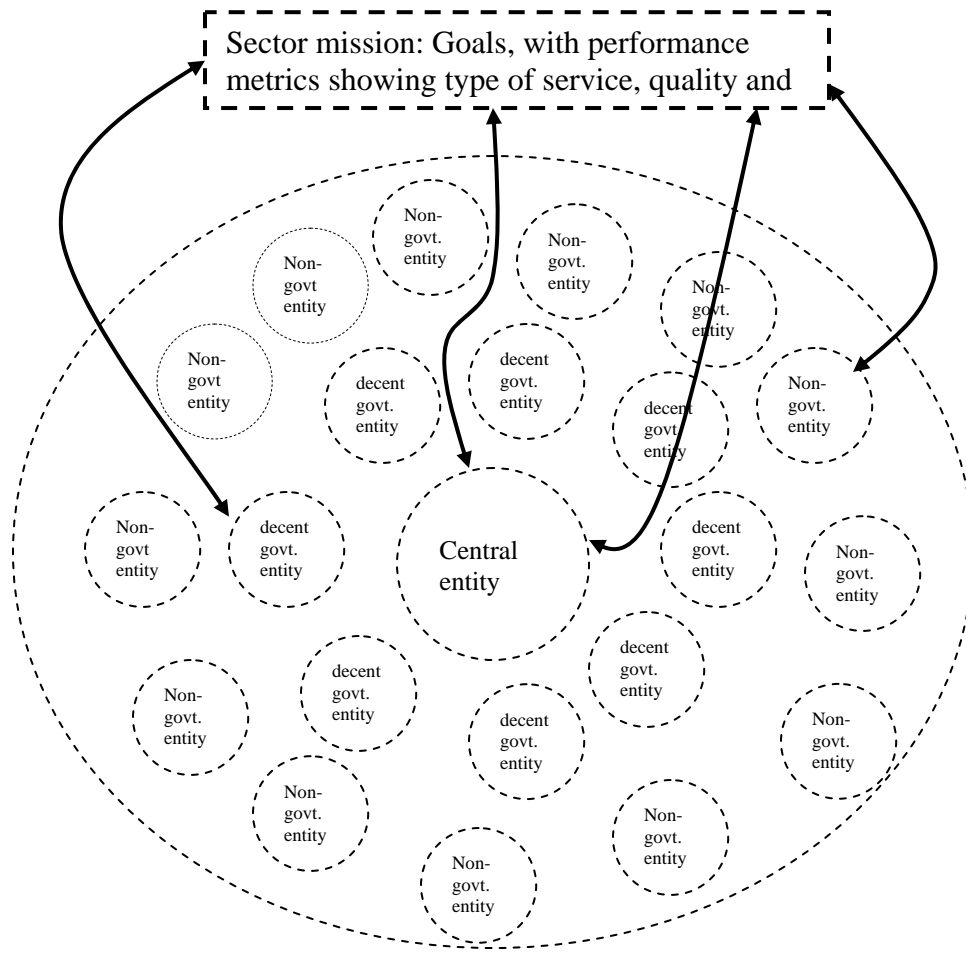 Sector mission: Goals, with performance
metrics showing type of service, quality and
Non-
govt.
entity
Non-
govt.
entity
Non-
govt
entity
Non-
govt.
entity
Non-
govt
entity
decent
govt.
entity
decent
govt.
entity
Non-
govt.
entity
decent
govt.
entity
Non-
govt
entity
decent
govt.
entity
Central
entity
decent
govt.
entity
Non-
govt.
entity
decent
govt.
entity
decent
govt.
entity
Non-
govt.
entity
decent
govt.
entity
Non-
govt.
entity
Non-
govt.
entity
Non-
govt.
entity
Non-
govt.
entity